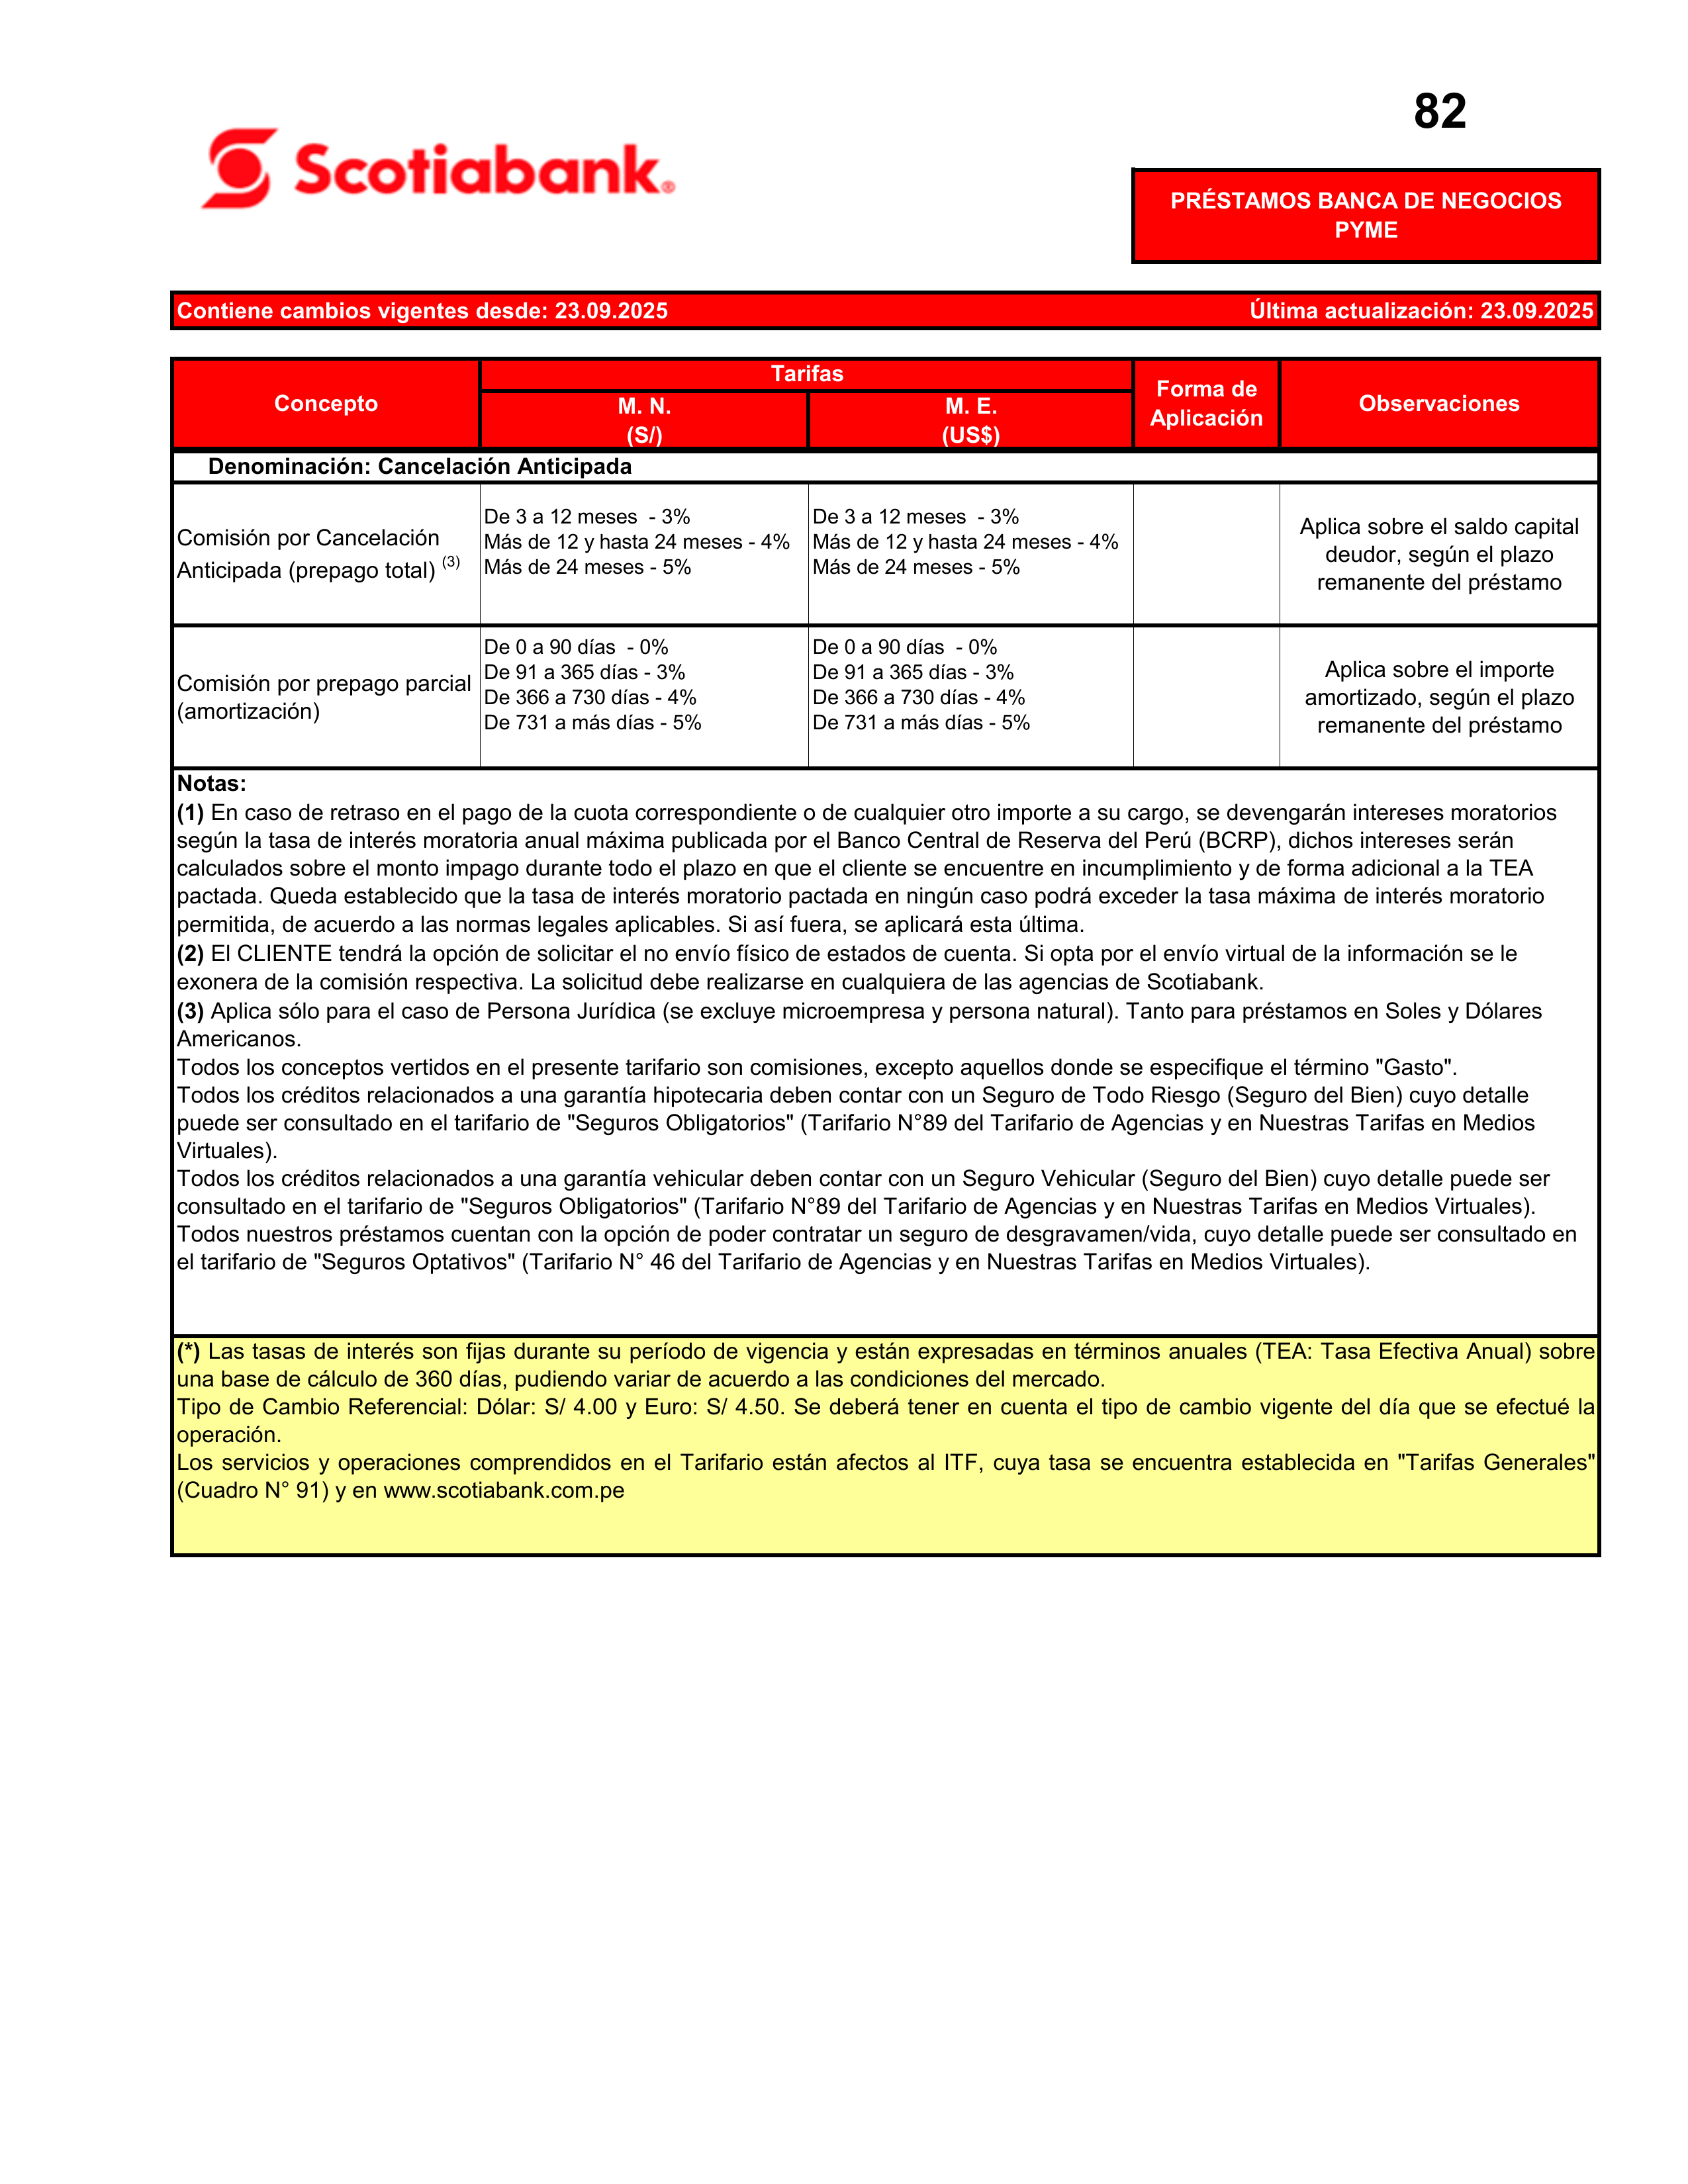 82
Scotiabank®
PRÉSTAMOS BANCA DE NEGOCIOS
PYME
Contiene cambios vigentes desde: 23.09.2025 Última actualización: 23.09.2025
Concepto
Tarifas
M. N.
(S/)
M. E.
(US$)
Forma de
Aplicación
Observaciones
Denominación: Cancelación Anticipada
Comisión por Cancelación
Anticipada (prepago total) (3)
De 3 a 12 meses - 3%
Más de 12 y hasta 24 meses - 4%
Más de 24 meses - 5%
De 3 a 12 meses - 3%
Más de 12 y hasta 24 meses - 4%
Más de 24 meses - 5%
Aplica sobre el saldo capital
deudor, según el plazo
remanente del préstamo
Comisión por prepago parcial
(amortización)
De 0 a 90 días - 0%
De 91 a 365 días - 3%
De 366 a 730 días - 4%
De 731 a más días - 5%
De 0 a 90 días - 0%
De 91 a 365 días - 3%
De 366 a 730 días - 4%
De 731 a más días - 5%
Aplica sobre el importe
amortizado, según el plazo
remanente del préstamo
Notas:
(1) En caso de retraso en el pago de la cuota correspondiente o de cualquier otro importe a su cargo, se devengarán intereses moratorios
según la tasa de interés moratoria anual máxima publicada por el Banco Central de Reserva del Perú (BCRP), dichos intereses serán
calculados sobre el monto impago durante todo el plazo en que el cliente se encuentre en incumplimiento y de forma adicional a la TEA
pactada. Queda establecido que la tasa de interés moratorio pactada en ningún caso podrá exceder la tasa máxima de interés moratorio
permitida, de acuerdo a las normas legales aplicables. Si así fuera, se aplicará esta última.
(2) El CLIENTE tendrá la opción de solicitar el no envío físico de estados de cuenta. Si opta por el envío virtual de la información se le
exonera de la comisión respectiva. La solicitud debe realizarse en cualquiera de las agencias de Scotiabank.
(3) Aplica sólo para el caso de Persona Jurídica (se excluye microempresa y persona natural). Tanto para préstamos en Soles y Dólares
Americanos.
Todos los conceptos vertidos en el presente tarifario son comisiones, excepto aquellos donde se especifique el término "Gasto".
Todos los créditos relacionados a una garantía hipotecaria deben contar con un Seguro de Todo Riesgo (Seguro del Bien) cuyo detalle
puede ser consultado en el tarifario de "Seguros Obligatorios" (Tarifario N°89 del Tarifario de Agencias y en Nuestras Tarifas en Medios
Virtuales).
Todos los créditos relacionados a una garantía vehicular deben contar con un Seguro Vehicular (Seguro del Bien) cuyo detalle puede ser
consultado en el tarifario de "Seguros Obligatorios" (Tarifario N°89 del Tarifario de Agencias y en Nuestras Tarifas en Medios Virtuales).
Todos nuestros préstamos cuentan con la opción de poder contratar un seguro de desgravamen/vida, cuyo detalle puede ser consultado en
el tarifario de "Seguros Optativos" (Tarifario N° 46 del Tarifario de Agencias y en Nuestras Tarifas en Medios Virtuales).
(*) Las tasas de interés son fijas durante su período de vigencia y están expresadas en términos anuales (TEA: Tasa Efectiva Anual) sobre
una base de cálculo de 360 días, pudiendo variar de acuerdo a las condiciones del mercado.
Tipo de Cambio Referencial: Dólar: S/ 4.00 y Euro: S/ 4.50. Se deberá tener en cuenta el tipo de cambio vigente del día que se efectué la
operación.
Los servicios y operaciones comprendidos en el Tarifario están afectos al ITF, cuya tasa se encuentra establecida en "Tarifas Generales"
(Cuadro N° 91) y en www.scotiabank.com.pe